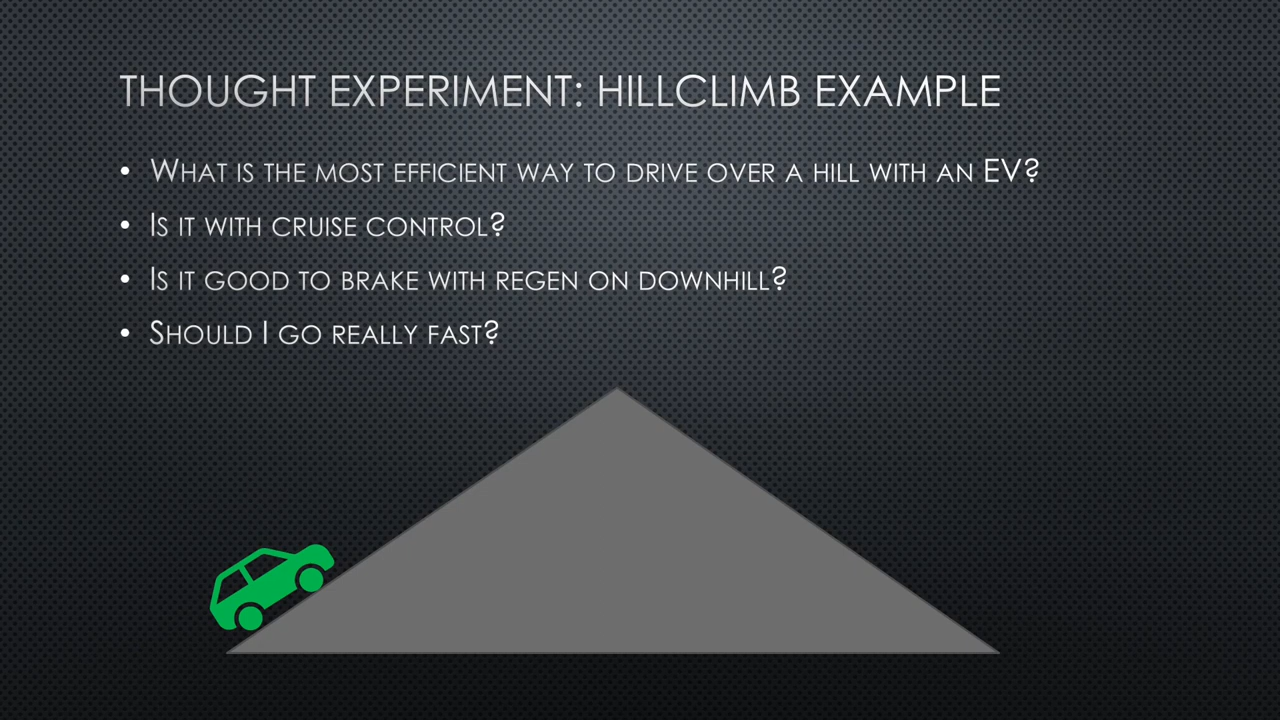 THOUGHT EXPERIMENT: HILLCLIMB EXAMPLE
• WHAT IS THE MOST EFFICIENT WAY TO DRIVE OVER A HILL WITH AN EV?
• IS IT WITH CRUISE CONTROL?
• IS IT GOOD TO BRAKE WITH REGEN ON DOWNHILL?
• SHOULD I GO REALLY FAST?